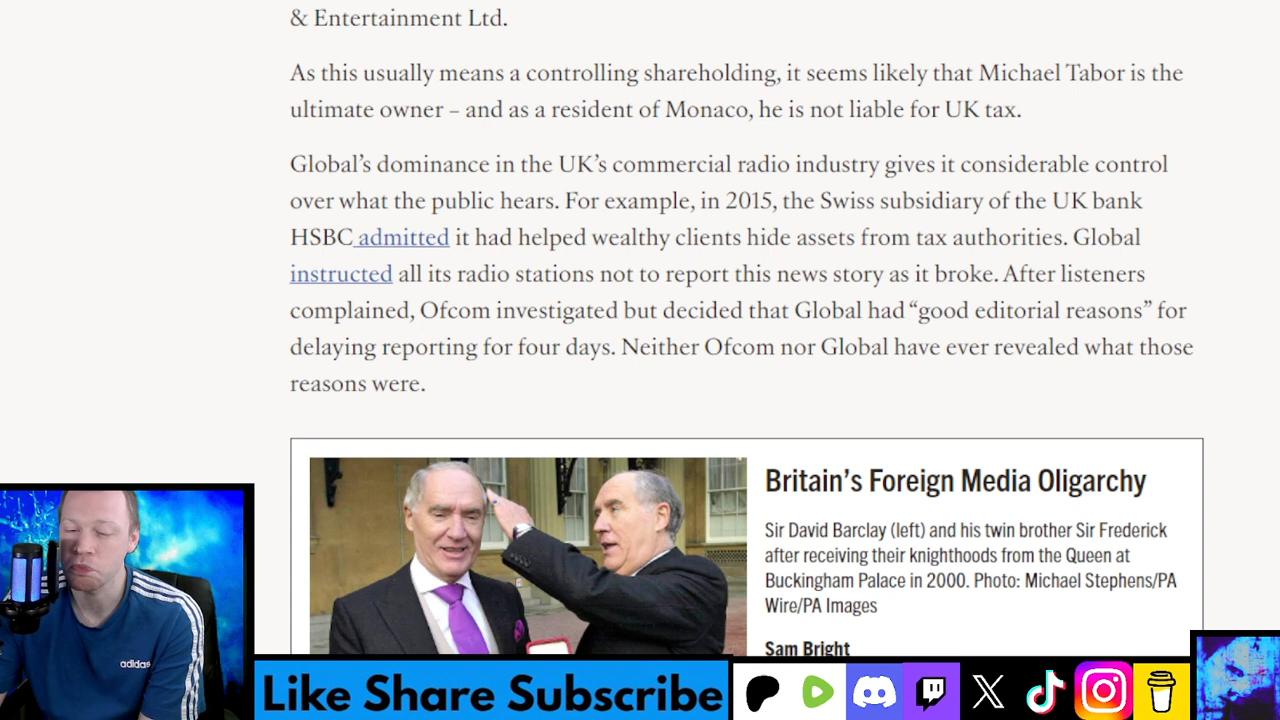 & Entertainment Ltd.
As this usually means a controlling shareholding, it seems likely that Michael Tabor is the
ultimate owner – and as a resident of Monaco, he is not liable for UK tax.
Global’s dominance in the UK’s commercial radio industry gives it considerable control
over what the public hears. For example, in 2015, the Swiss subsidiary of the UK bank
HSBC admitted it had helped wealthy clients hide assets from tax authorities. Global
instructed all its radio stations not to report this news story as it broke. After listeners
complained, Ofcom investigated but decided that Global had “good editorial reasons” for
delaying reporting for four days. Neither Ofcom nor Global have ever revealed what those
reasons were.
Britain’s Foreign Media Oligarchy
Sir David Barclay (left) and his twin brother Sir Frederick
after receiving their knighthoods from the Queen at
Buckingham Palace in 2000. Photo: Michael Stephens/PA
Wire/PA Images
Sam Bright
adidas
Like Share Subscribe